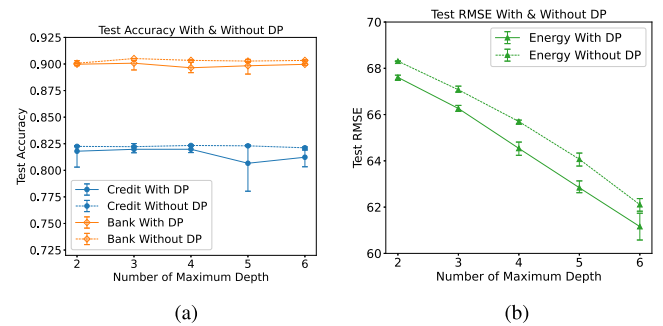 Test Accuracy With & Without DP
0.925
0.900
0.875
0.850
0.825
0.800
0.775
0.750
0.725
Test Accuracy
Credit With DP
Credit Without DP
Bank With DP
Bank Without DP
2 3 4 5 6
Number of Maximum Depth
(a)
Test RMSE With & Without DP
70
68
66
64
62
60
Test RMSE
Energy With DP
Energy Without DP
2 3 4 5 6
Number of Maximum Depth
(b)